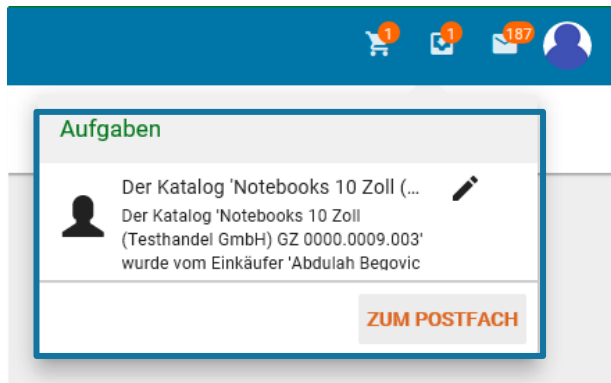 1 1 187
Aufgaben
Der Katalog 'Notebooks 10 Zoll (...
Der Katalog 'Notebooks 10 Zoll
(Testhandel GmbH) GZ 0000.0009.003'
wurde vom Einkäufer 'Abdulah Begovic
ZUM POSTFACH